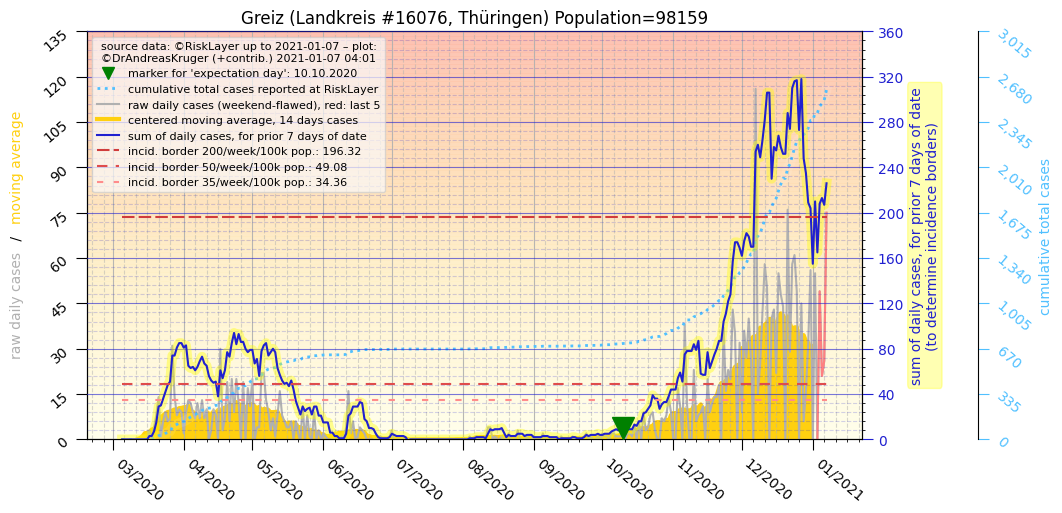 Greiz (Landkreis #16076, Thüringen) Population=98159
source data: ©RiskLayer up to 2021-01-07 – plot:
©DrAndreasKruger (+contrib.) 2021-01-07 04:01
marker for 'expectation day': 10.10.2020
cumulative total cases reported at RiskLayer
raw daily cases (weekend-flawed), red: last 5
centered moving average, 14 days cases
sum of daily cases, for prior 7 days of date
incid. border 200/week/100k pop.: 196.32
incid. border 50/week/100k pop.: 49.08
incid. border 35/week/100k pop.: 34.36
raw daily cases / moving average
135
120
105
90
75
60
45
30
15
0
03/2020
04/2020
05/2020
06/2020
07/2020
08/2020
09/2020
10/2020
11/2020
12/2020
01/2021
360
320
280
240
200
160
120
80
40
0
sum of daily cases, for prior 7 days of date
(to determine incidence borders)
3,015
2,680
2,345
2,010
1,675
1,340
1,005
670
335
0
cumulative total cases